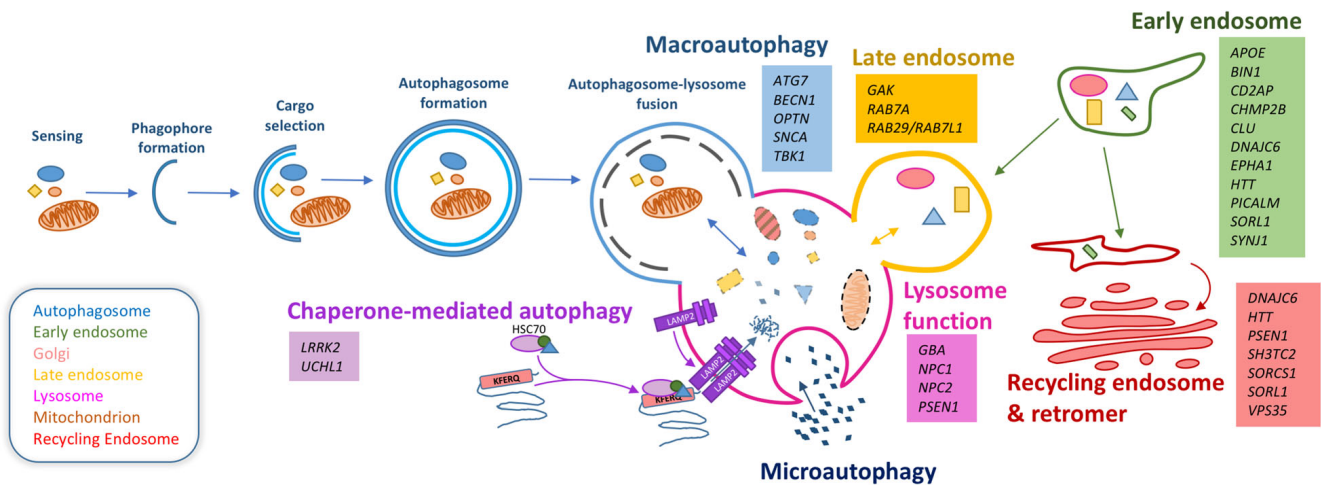 Early endosome
APOE
BIN1
CD2AP
CHMP2B
CLU
DNAJC6
EPHA1
HTT
PICALM
SORL1
SYNJ1
Macroautophagy
ATG7
BECN1
OPTN
SNCA
TBK1
Late endosome
GAK
RAB7A
RAB29/RAB7L1
Sensing
Phagophore
formation
Cargo
selection
Autophagosome
formation
Autophagosome-lysosome
fusion
Autophagosome
Early endosome
Golgi
Late endosome
Lysosome
Mitochondrion
Recycling Endosome
Chaperone-mediated autophagy
LRRK2
UCHL1
HSC70
KFERQ
KFERQ
LAMP2
LAMP2
LAMP2
Lysosome
function
GBA
NPC1
NPC2
PSEN1
Microautophagy
Recycling endosome
& retromer
DNAJC6
HTT
PSEN1
SH3TC2
SORCS1
SORL1
VPS35